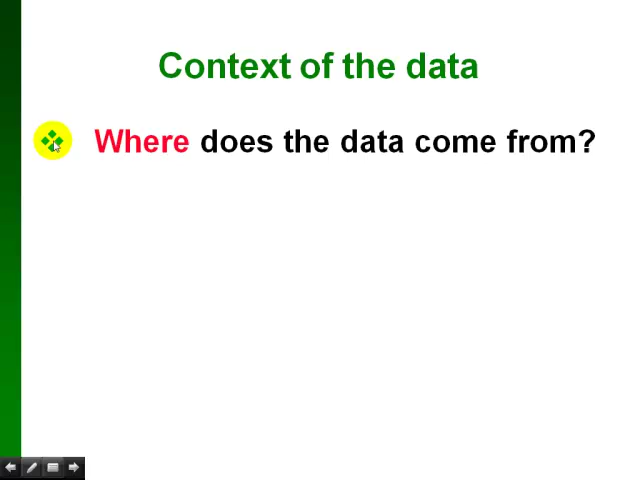 Context of the data
Where does the data come from?